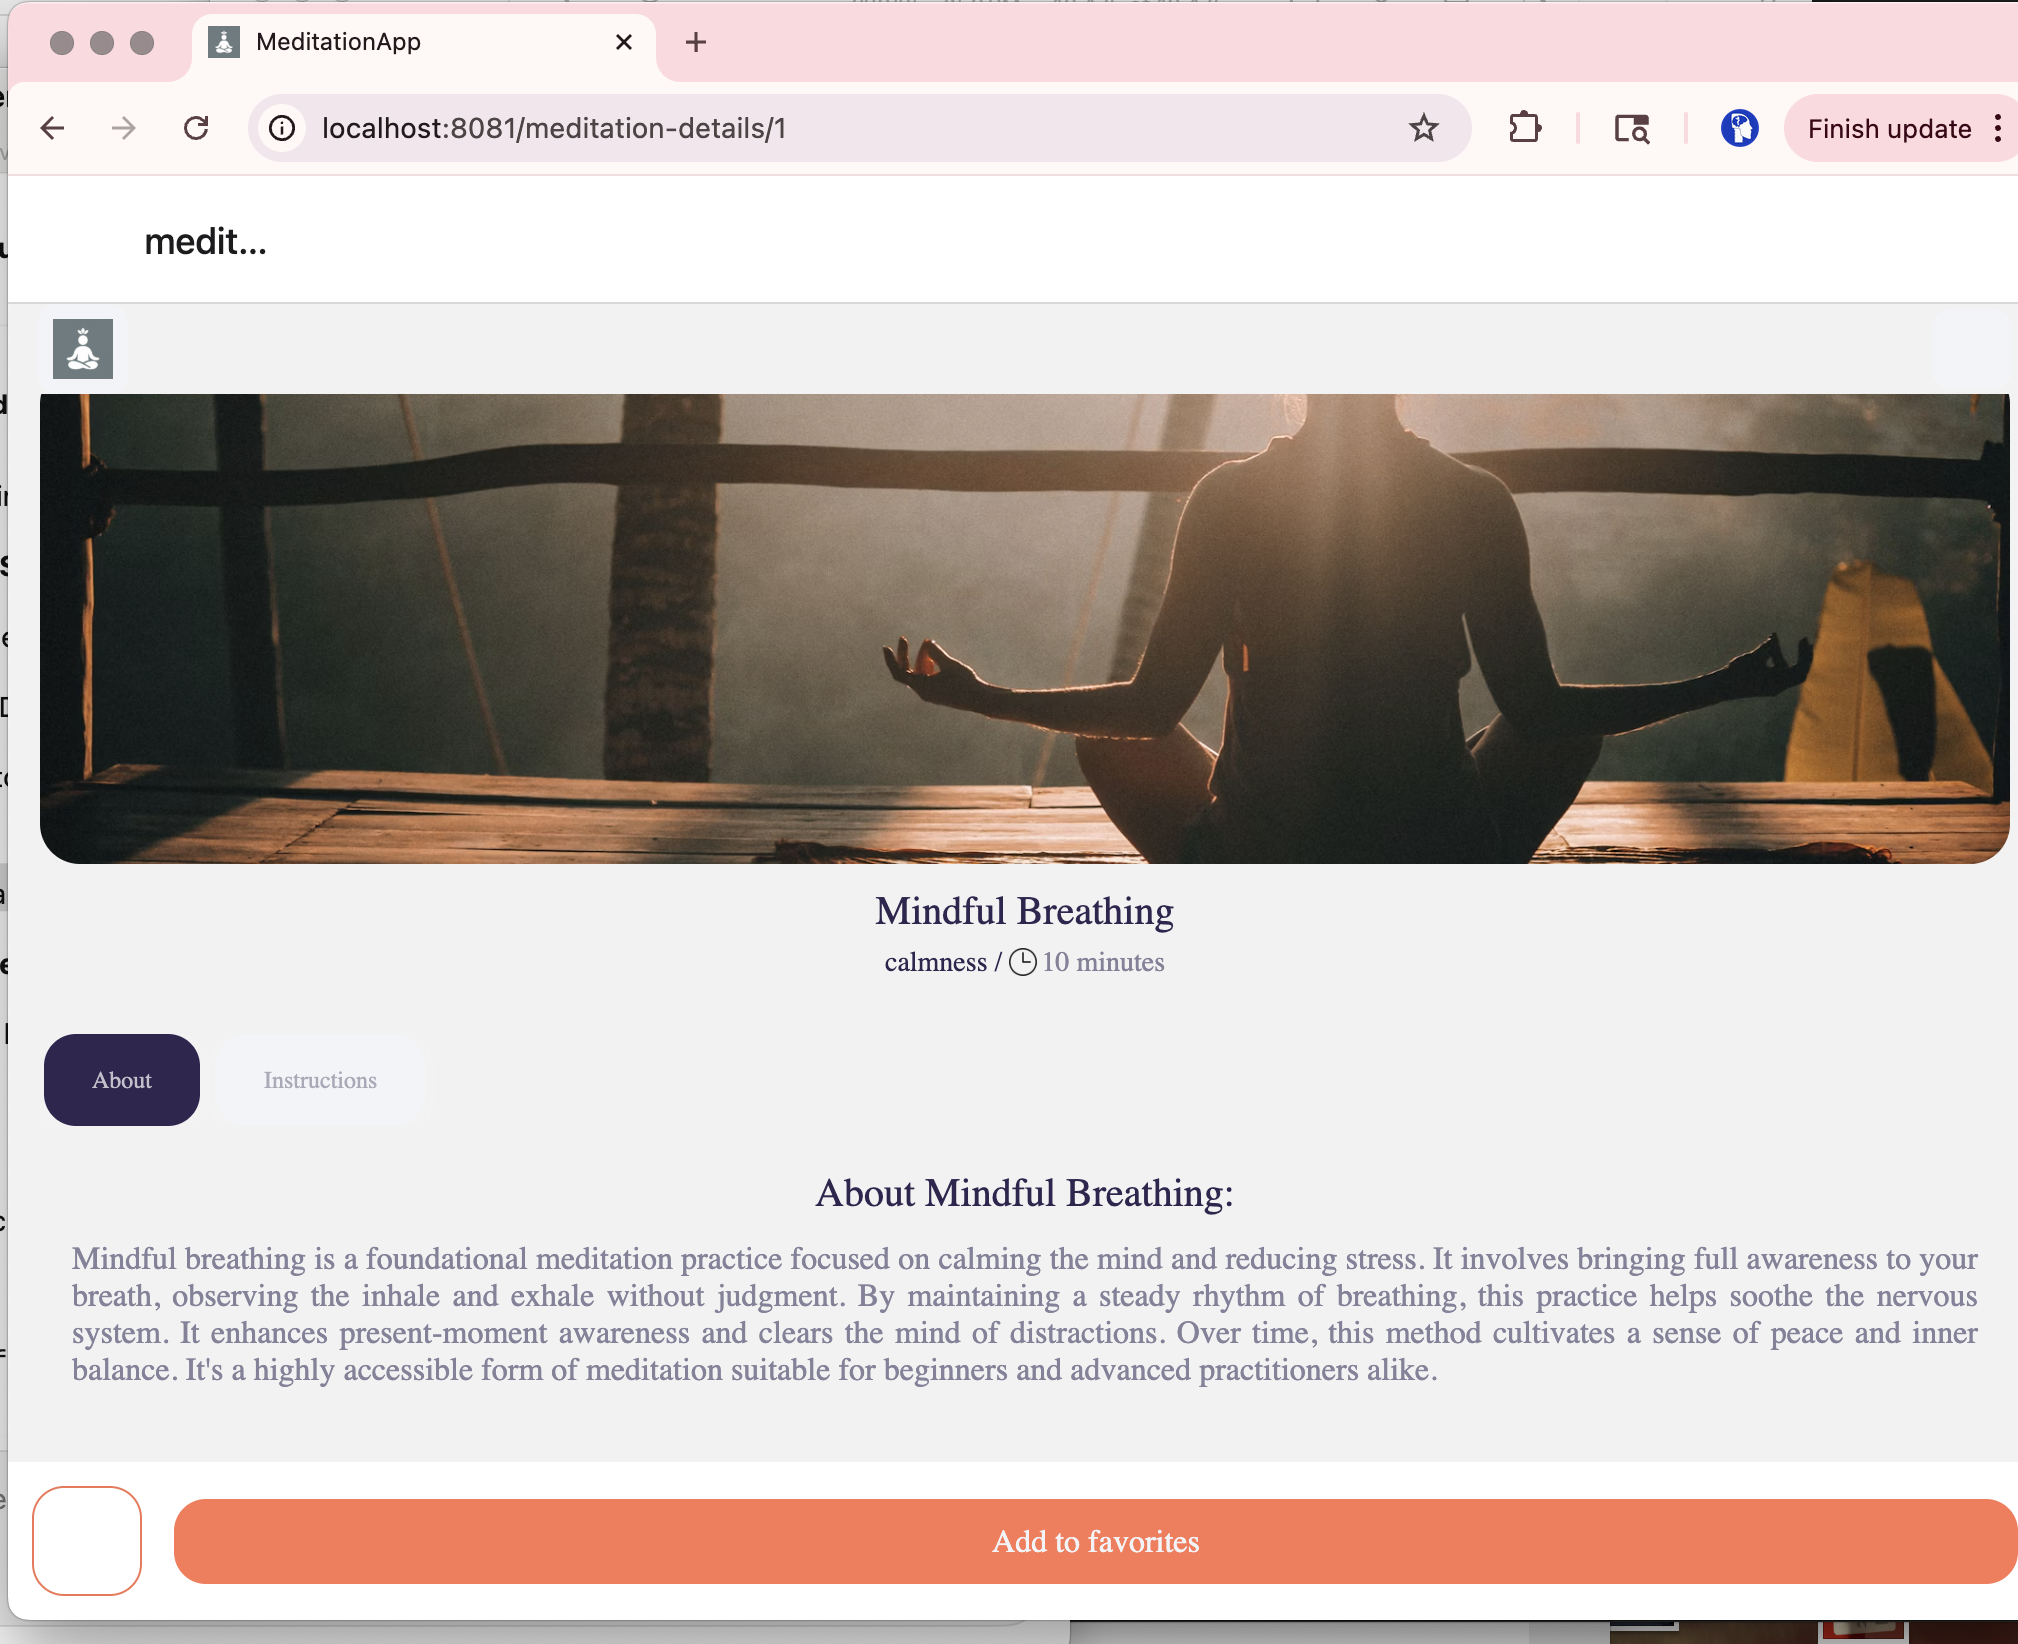 MeditationApp
localhost:8081/meditation-details/1
Finish update
medit...
Mindful Breathing
calmness / 10 minutes
About
Instructions
About Mindful Breathing:
Mindful breathing is a foundational meditation practice focused on calming the mind and reducing stress. It involves bringing full awareness to your
breath, observing the inhale and exhale without judgment. By maintaining a steady rhythm of breathing, this practice helps soothe the nervous
system. It enhances present-moment awareness and clears the mind of distractions. Over time, this method cultivates a sense of peace and inner
balance. It's a highly accessible form of meditation suitable for beginners and advanced practitioners alike.
Add to favorites